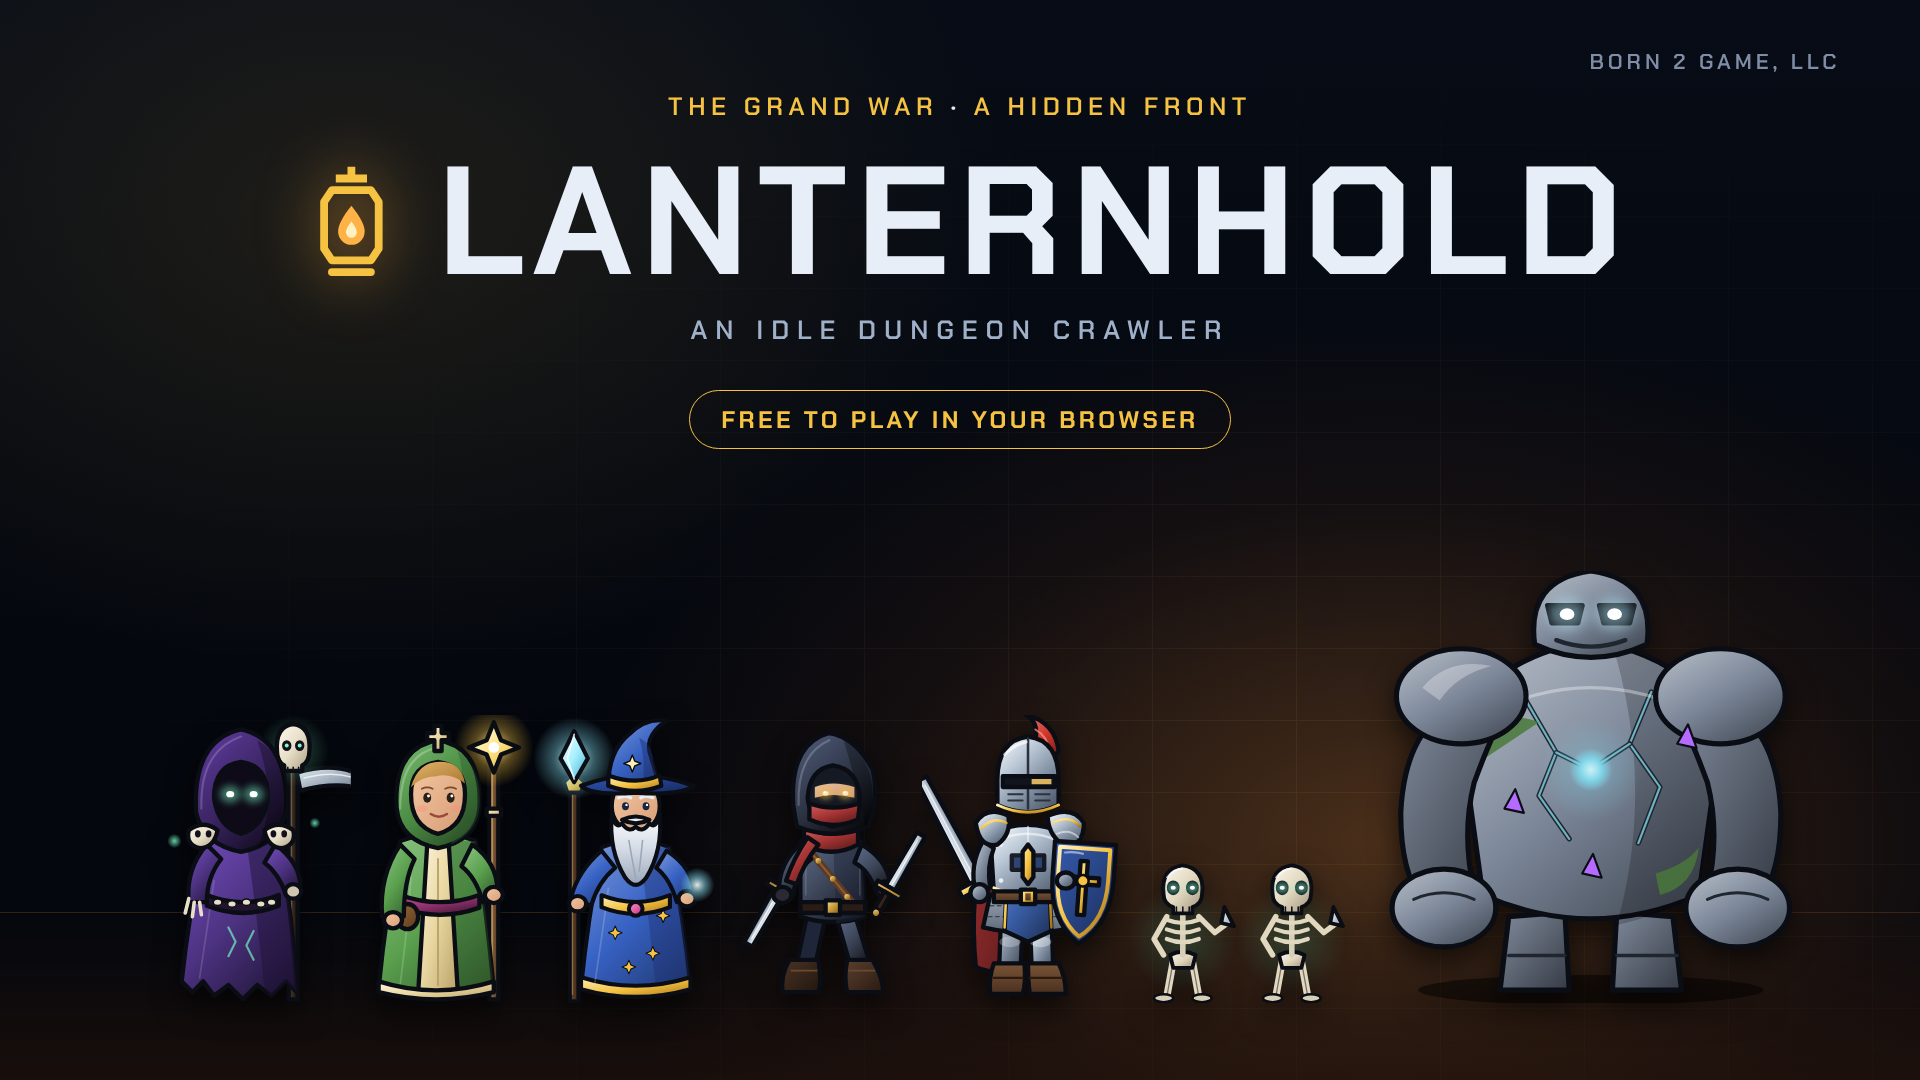 BORN 2 GAME, LLC
THE GRAND WAR · A HIDDEN FRONT
LANTERNHOLD
AN IDLE DUNGEON CRAWLER
FREE TO PLAY IN YOUR BROWSER